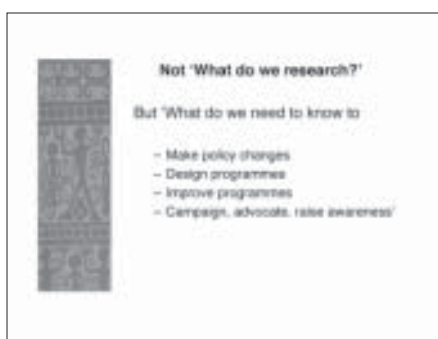 Not 'What do we research?'
But 'What do we need to know to
– Make policy changes
– Design programmes
– Improve programmes
– Campaign, advocate, raise awareness'